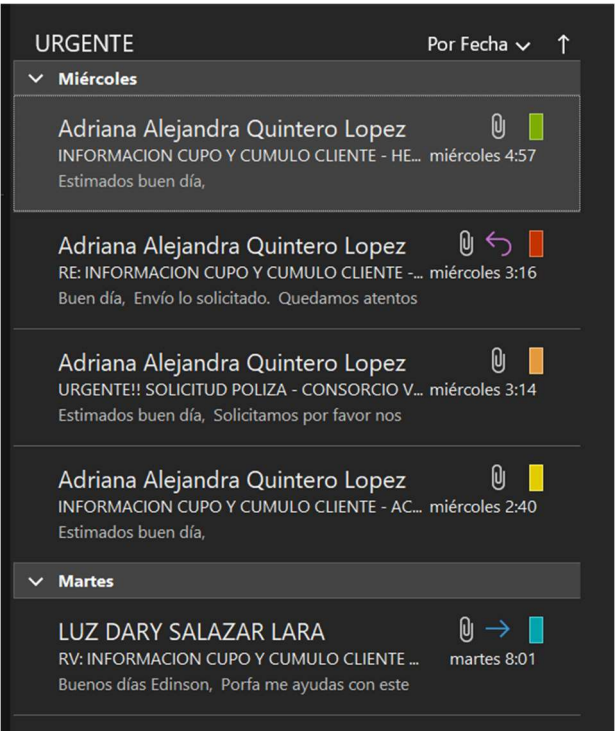 URGENTE
Por Fecha
Miércoles
Adriana Alejandra Quintero Lopez
INFORMACION CUPO Y CUMULO CLIENTE - HE... miércoles 4:57
Estimados buen día,
Adriana Alejandra Quintero Lopez
RE: INFORMACION CUPO Y CUMULO CLIENTE -... miércoles 3:16
Buen día, Envío lo solicitado. Quedamos atentos
Adriana Alejandra Quintero Lopez
URGENTE!! SOLICITUD POLIZA - CONSORCIO V... miércoles 3:14
Estimados buen día, Solicitamos por favor nos
Adriana Alejandra Quintero Lopez
INFORMACION CUPO Y CUMULO CLIENTE - AC... miércoles 2:40
Estimados buen día,
Martes
LUZ DARY SALAZAR LARA
RV: INFORMACION CUPO Y CUMULO CLIENTE ... martes 8:01
Buenos días Edinson, Porfa me ayudas con este